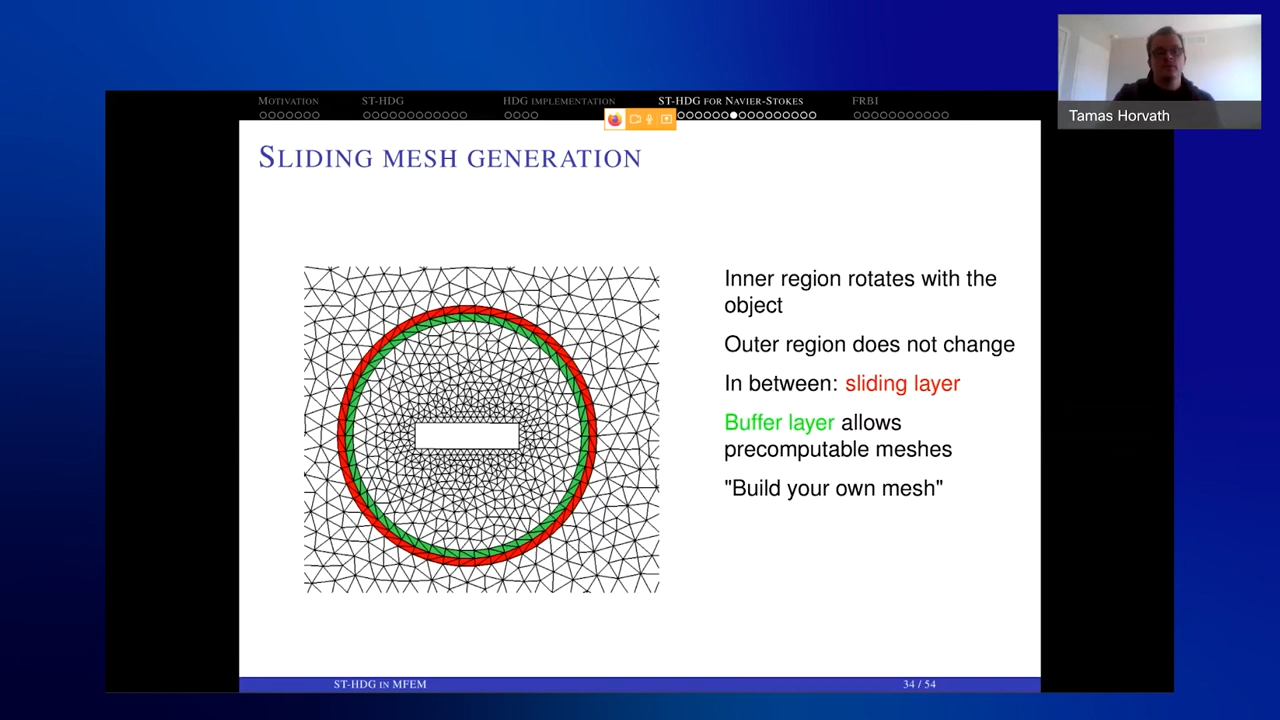 MOTIVATION ST-HDG HDG IMPLEMENTATION ST-HDG FOR NAVIER-STOKES FRBI
Tamas Horvath
SLIDING MESH GENERATION
Inner region rotates with the
object
Outer region does not change
In between: sliding layer
Buffer layer allows
precomputable meshes
"Build your own mesh"
ST-HDG IN MFEM 34 / 54